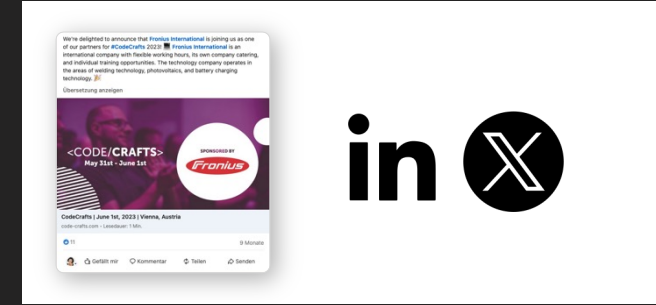 We're delighted to announce that Fronius International is joining us as one
of our partners for #CodeCrafts 2023! Fronius International is an
international company with flexible working hours, its own company catering,
and individual training opportunities. The technology company operates in
the areas of welding technology, photovoltaics, and battery charging
technology.
Übersetzung anzeigen
<CODE/CRAFTS>
May 31st - June 1st
SPONSORED BY
Fronius
CodeCrafts | June 1st, 2023 | Vienna, Austria
code-crafts.com • Lesedauer: 1 Min.
11
9 Monate
Gefällt mir
Kommentar
Teilen
Senden
in X